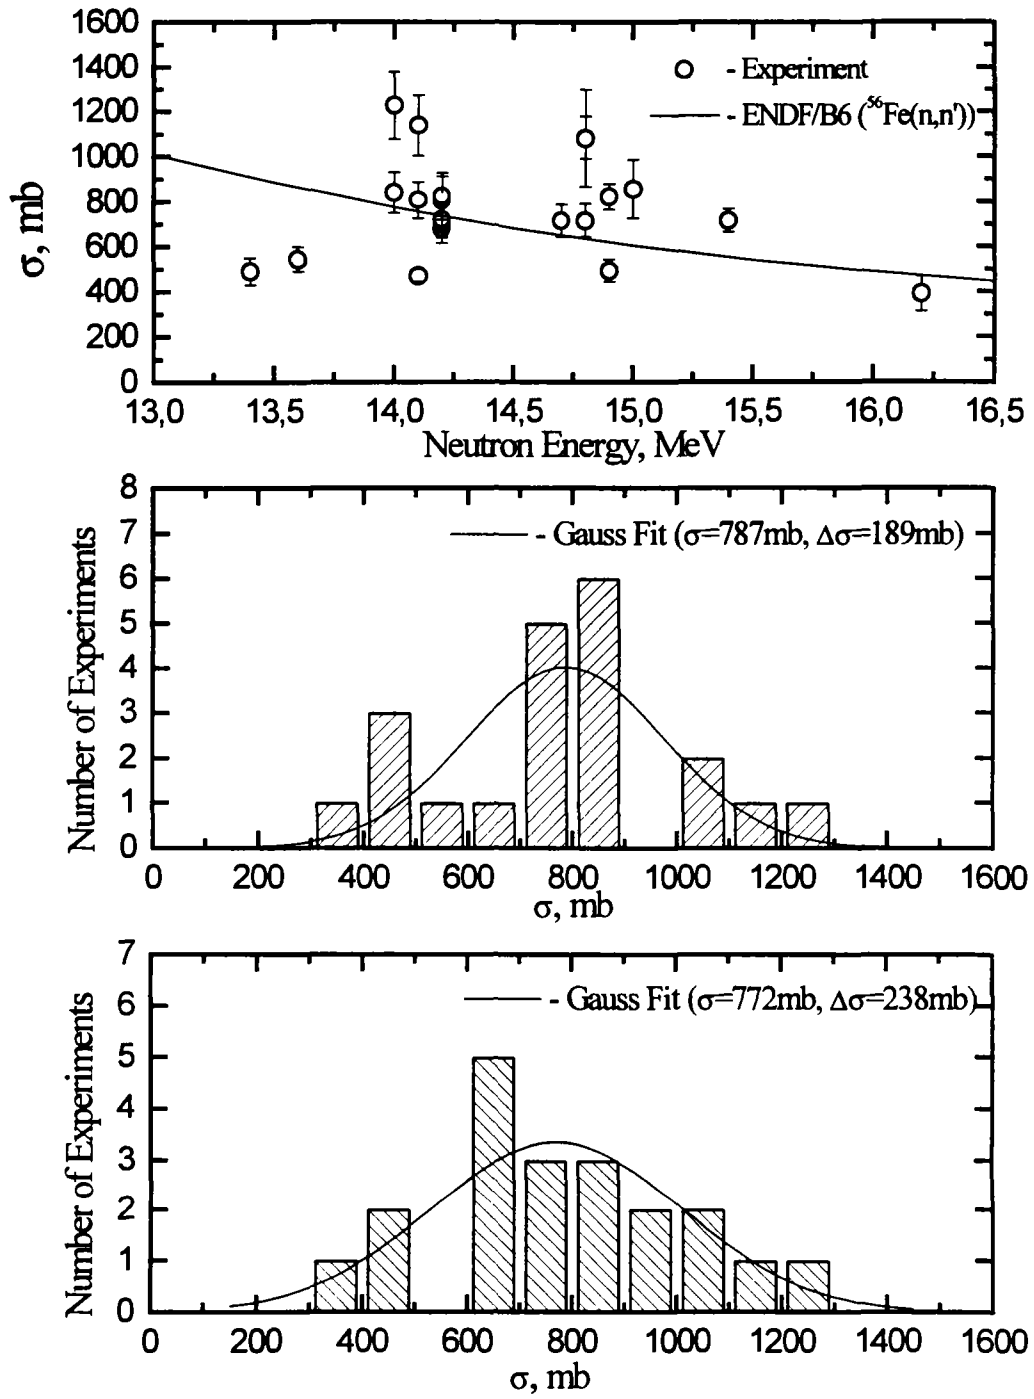 1600
1400
1200
1000
800
600
400
200
0
σ, mb
- Experiment
- ENDF/B6 (⁵⁶Fe(n,n'))
13,0 13,5 14,0 14,5 15,0 15,5 16,0 16,5
Neutron Energy, MeV
8
7
6
5
4
3
2
1
0
Number of Experiments
- Gauss Fit (σ=787mb, Δσ=189mb)
0 200 400 600 800 1000 1200 1400 1600
σ, mb
7
6
5
4
3
2
1
0
Number of Experiments
- Gauss Fit (σ=772mb, Δσ=238mb)
0 200 400 600 800 1000 1200 1400 1600
σ, mb